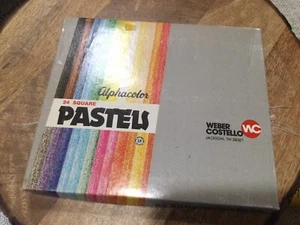 Alphacolor
24 SQUARE
PASTELS
WEBER
COSTELLO
WC